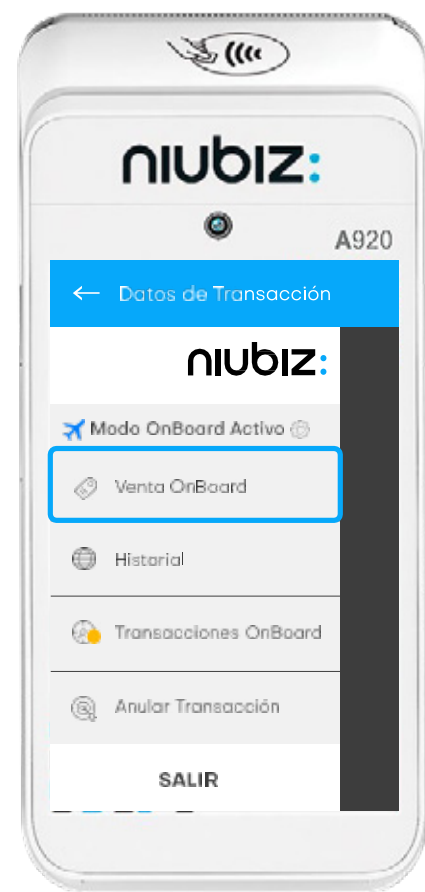 niubiz:
A920
← Datos de Transacción
niubiz:
Modo OnBoard Activo
Venta OnBoard
Historial
Transacciones OnBoard
Anular Transacción
SALIR